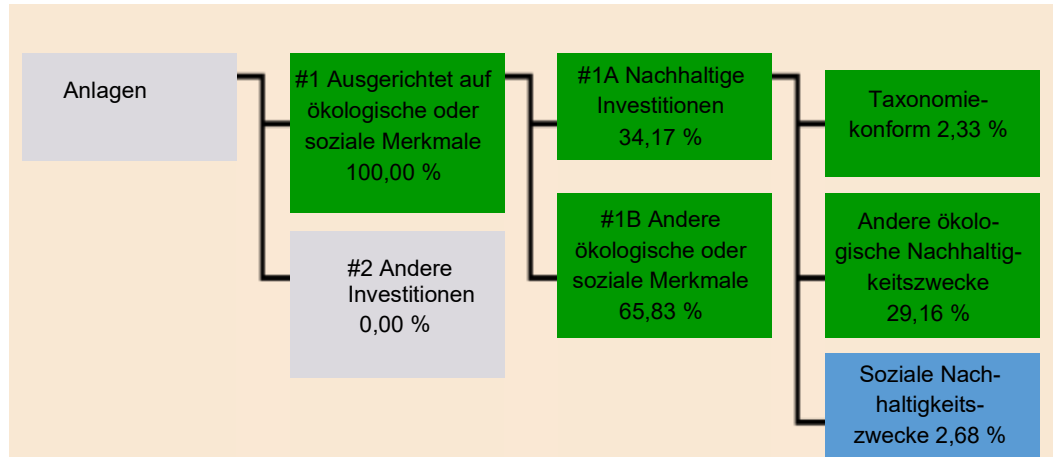 Anlagen
#1 Ausgerichtet auf
ökologische oder
soziale Merkmale
100,00 %
#2 Andere
Investitionen
0,00 %
#1A Nachhaltige
Investitionen
34,17 %
#1B Andere
ökologische oder
soziale Merkmale
65,83 %
Taxonomie-
konform 2,33 %
Andere ökolo-
gische Nachhaltig-
keitszwecke
29,16 %
Soziale Nach-
haltigkeits-
zwecke 2,68 %